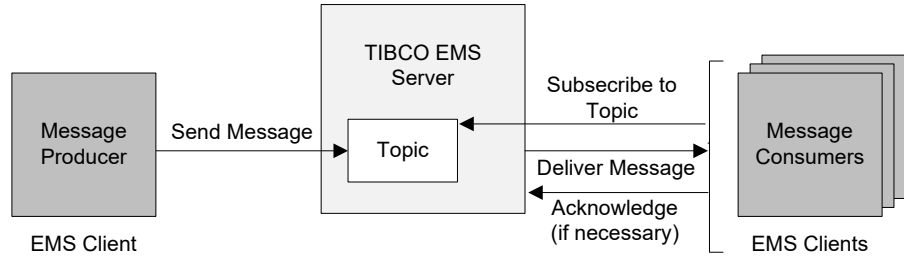 TIBCO EMS
Server
Message
Producer
Send Message
Topic
Subsecribe to
Topic
Deliver Message
Acknowledge
(if necessary)
Message
Consumers
EMS Client
EMS Clients